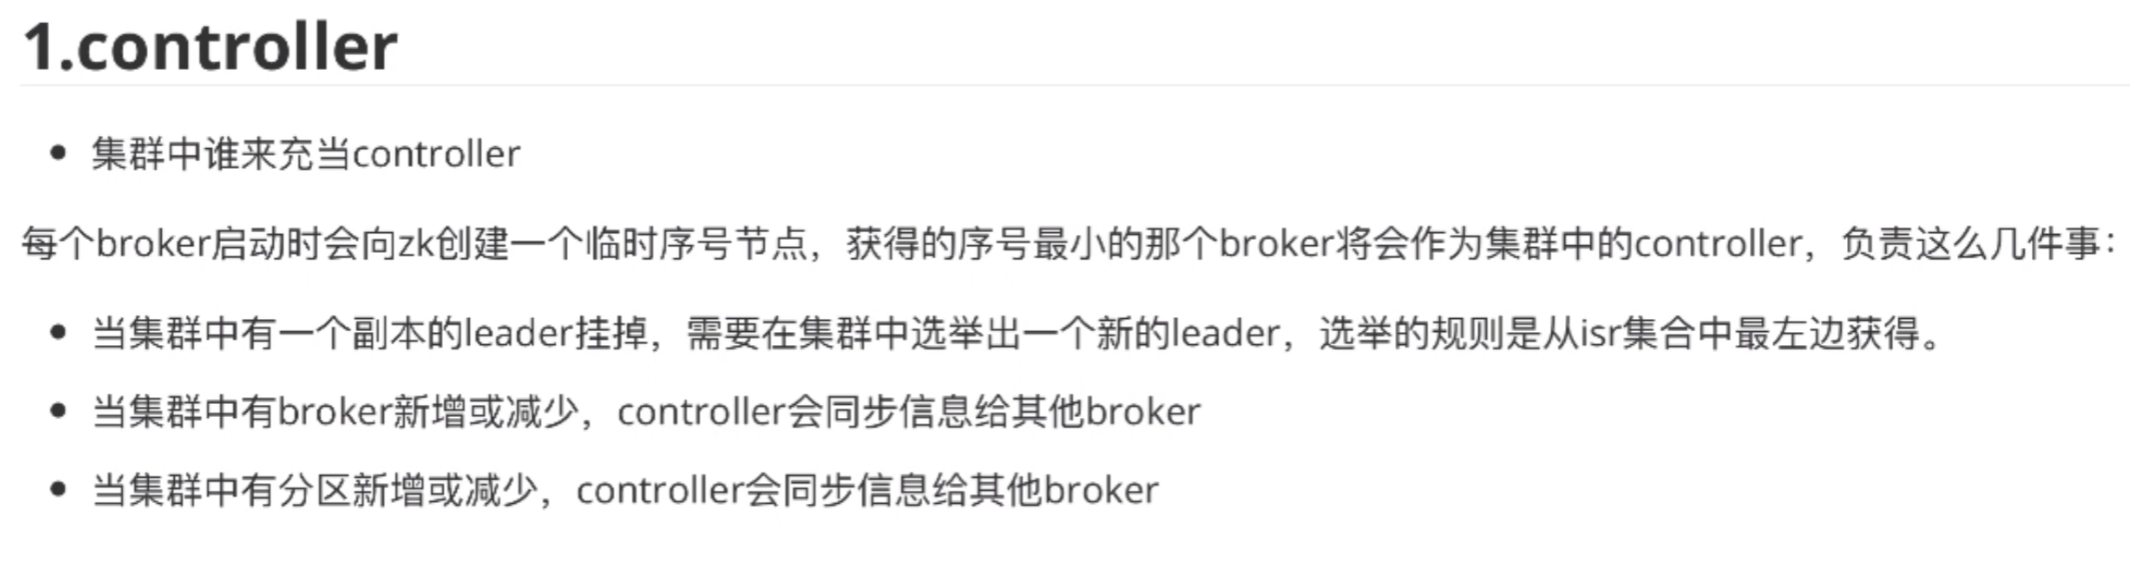 1.controller
集群中谁来充当controller
每个broker启动时会向zk创建一个临时序号节点，获得的序号最小的那个broker将会作为集群中的controller，负责这么几件事：
当集群中有一个副本的leader挂掉，需要在集群中选举出一个新的leader，选举的规则是从isr集合中最左边获得。
当集群中有broker新增或减少，controller会同步信息给其他broker
当集群中有分区新增或减少，controller会同步信息给其他broker